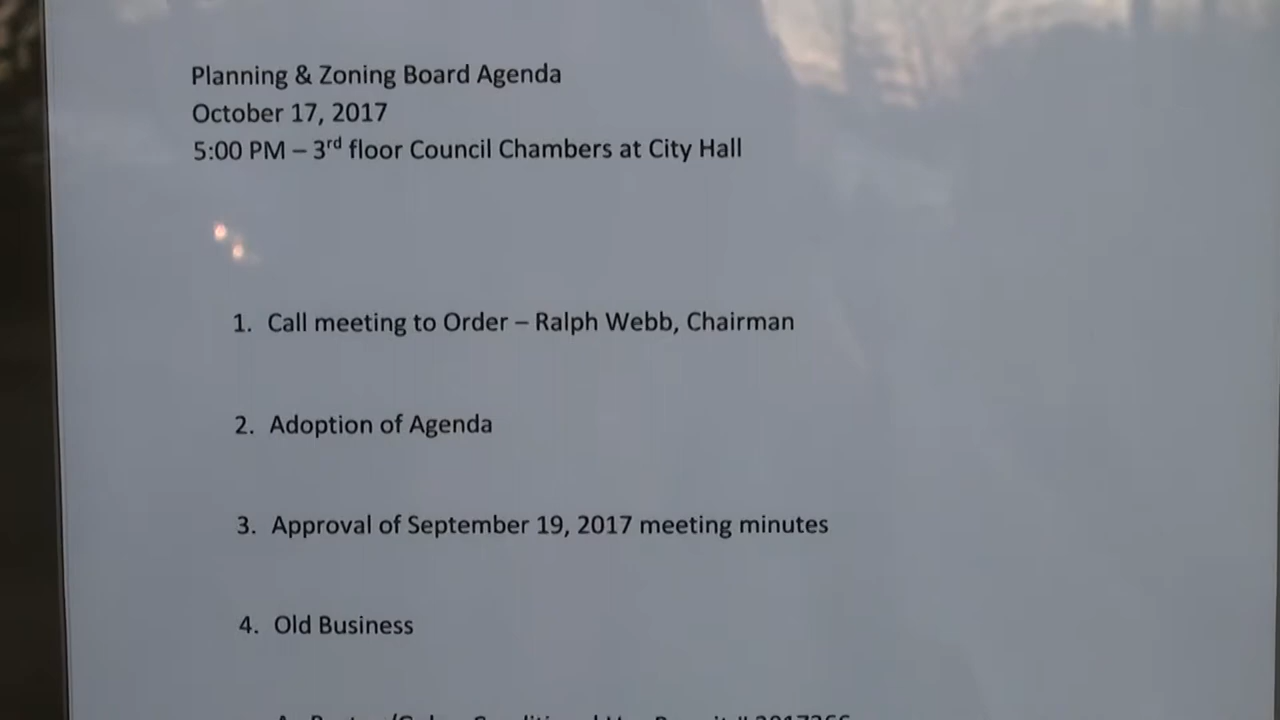 Planning & Zoning Board Agenda
October 17, 2017
5:00 PM – 3rd floor Council Chambers at City Hall
1. Call meeting to Order – Ralph Webb, Chairman
2. Adoption of Agenda
3. Approval of September 19, 2017 meeting minutes
4. Old Business